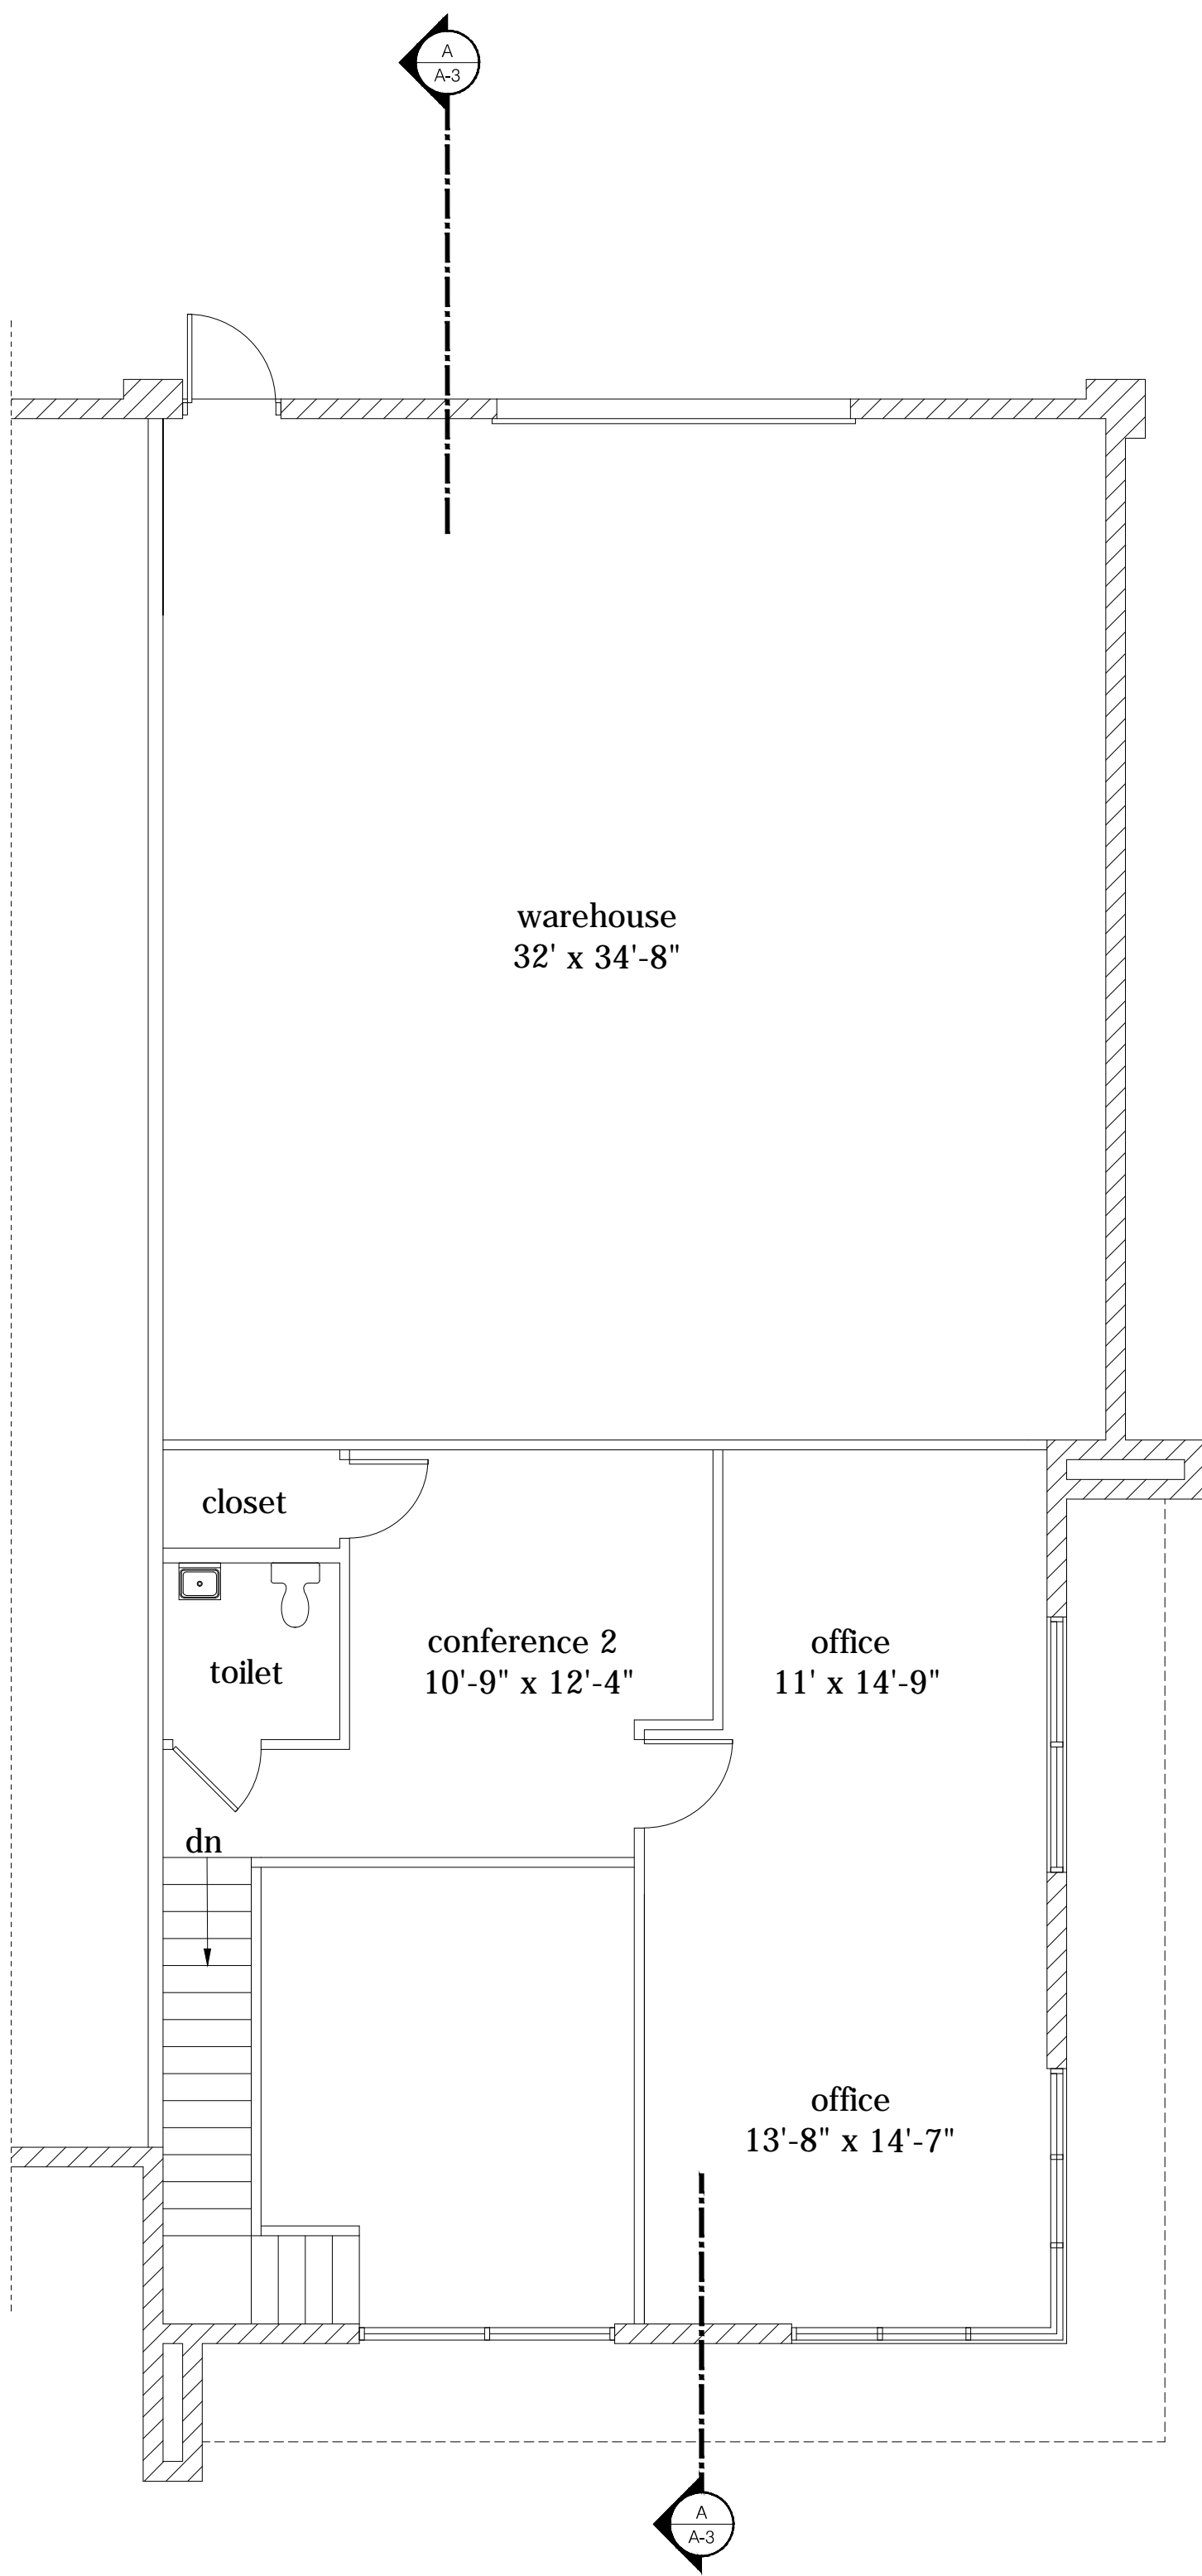 A
A-3
warehouse
32' x 34'-8"
closet
toilet
conference 2
10'-9" x 12'-4"
office
11' x 14'-9"
dn
office
13'-8" x 14'-7"
A
A-3